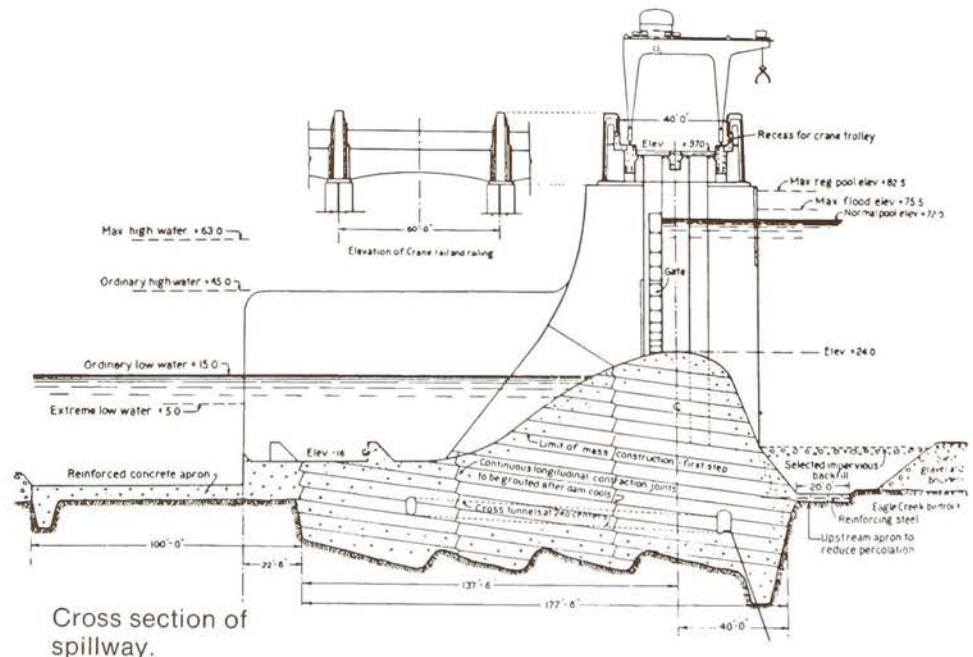 40'·0"
Recess for crane trolley
Elev +97.0
Max reg pool elev +82.5
Max flood elev +75.5
Normal pool elev +72.0
Max high water +63.0
60'·0"
Elevation of Crane rail and railing
Ordinary high water +45.0
Gate
Ordinary low water +15.0
Elev +24.0
Extreme low water +5.0
Limit of mass construction - first step
Elev -16
Reinforced concrete apron
Continuous longitudinal contraction joints
to be grouted after dam cools
Cross tunnels at 240 centers
Selected impervious
backfill
20'·0"
gravel and
Eagle Creek bedrock
Reinforcing steel
Upstream apron to
reduce percolation
100'·0"
22'·6"
137'·6"
177'·6"
40'·0"
Cross section of
spillway.